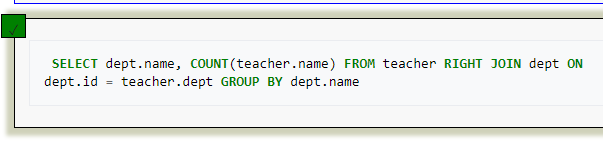 SELECT dept.name, COUNT(teacher.name) FROM teacher RIGHT JOIN dept ON
dept.id = teacher.dept GROUP BY dept.name